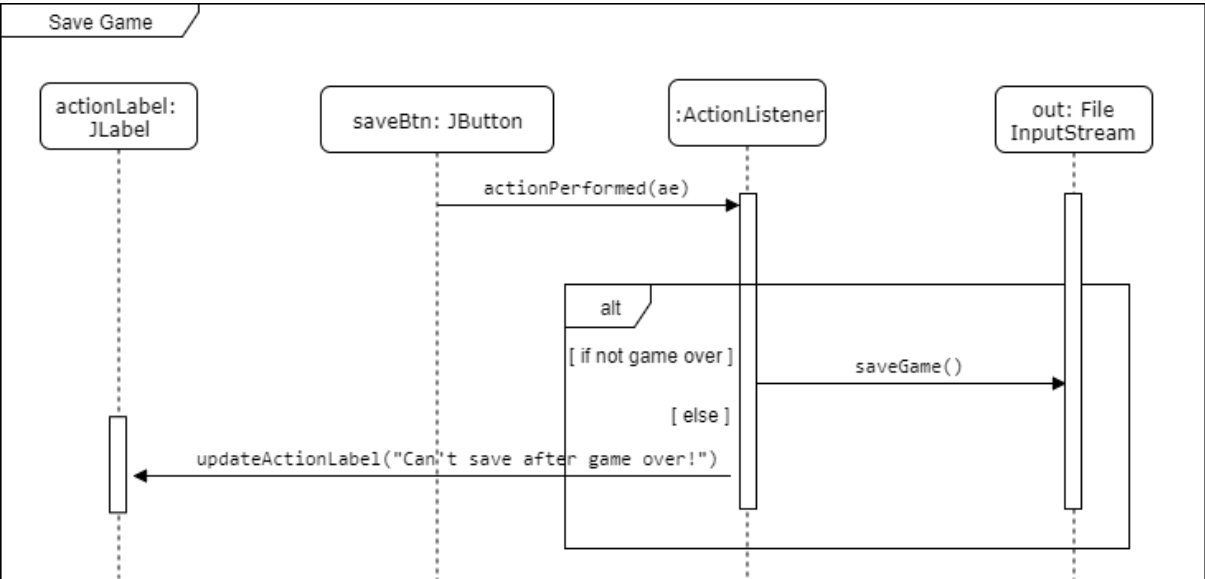 Save Game
actionLabel:
JLabel
saveBtn: JButton
:ActionListener
out: File
InputStream
actionPerformed(ae)
alt
[ if not game over ]
saveGame()
[ else ]
updateActionLabel("Can't save after game over!")